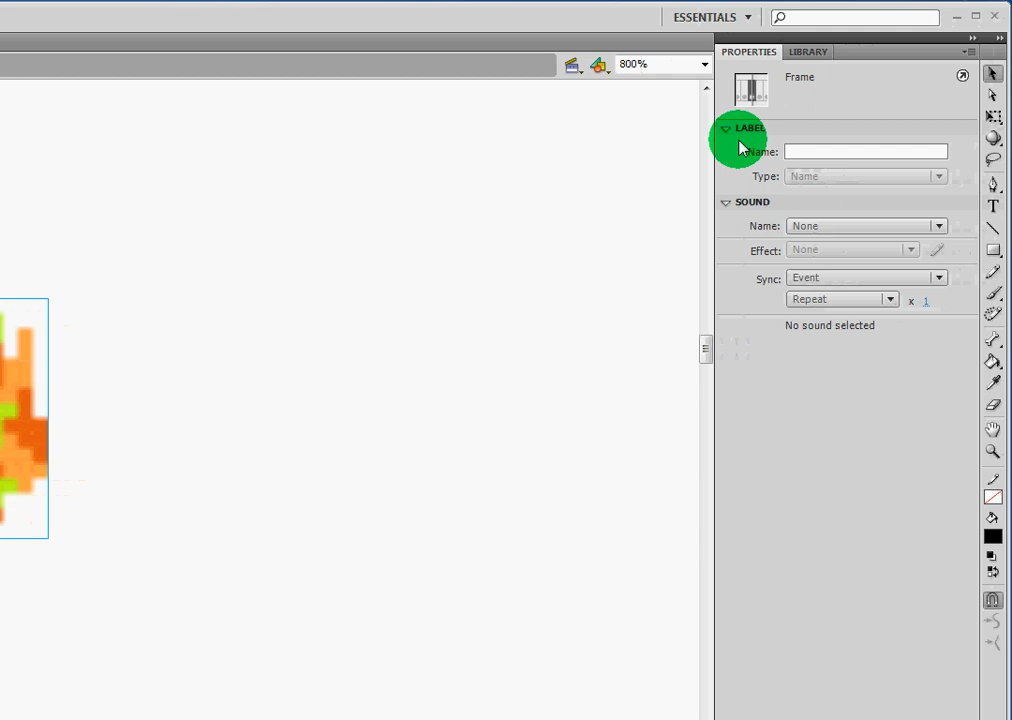 ESSENTIALS
800%
PROPERTIES
LIBRARY
Frame
LABEL
Name:
Type: Name
SOUND
Name: None
Effect: None
Sync: Event
Repeat x 1
No sound selected